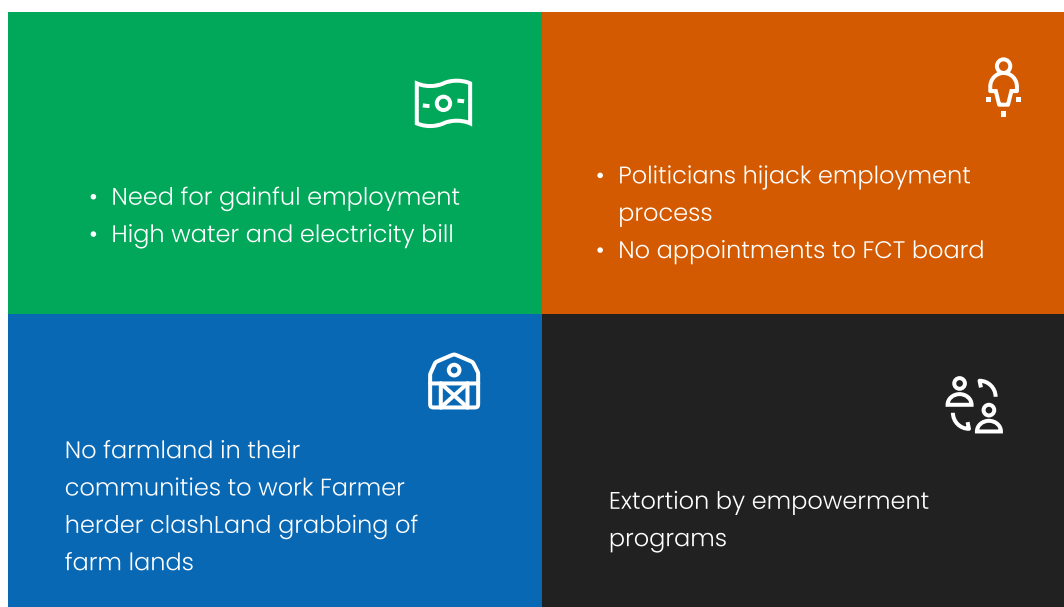 • Need for gainful employment
• High water and electricity bill
• Politicians hijack employment
process
• No appointments to FCT board
No farmland in their
communities to work Farmer
herder clashLand grabbing of
farm lands
Extortion by empowerment
programs